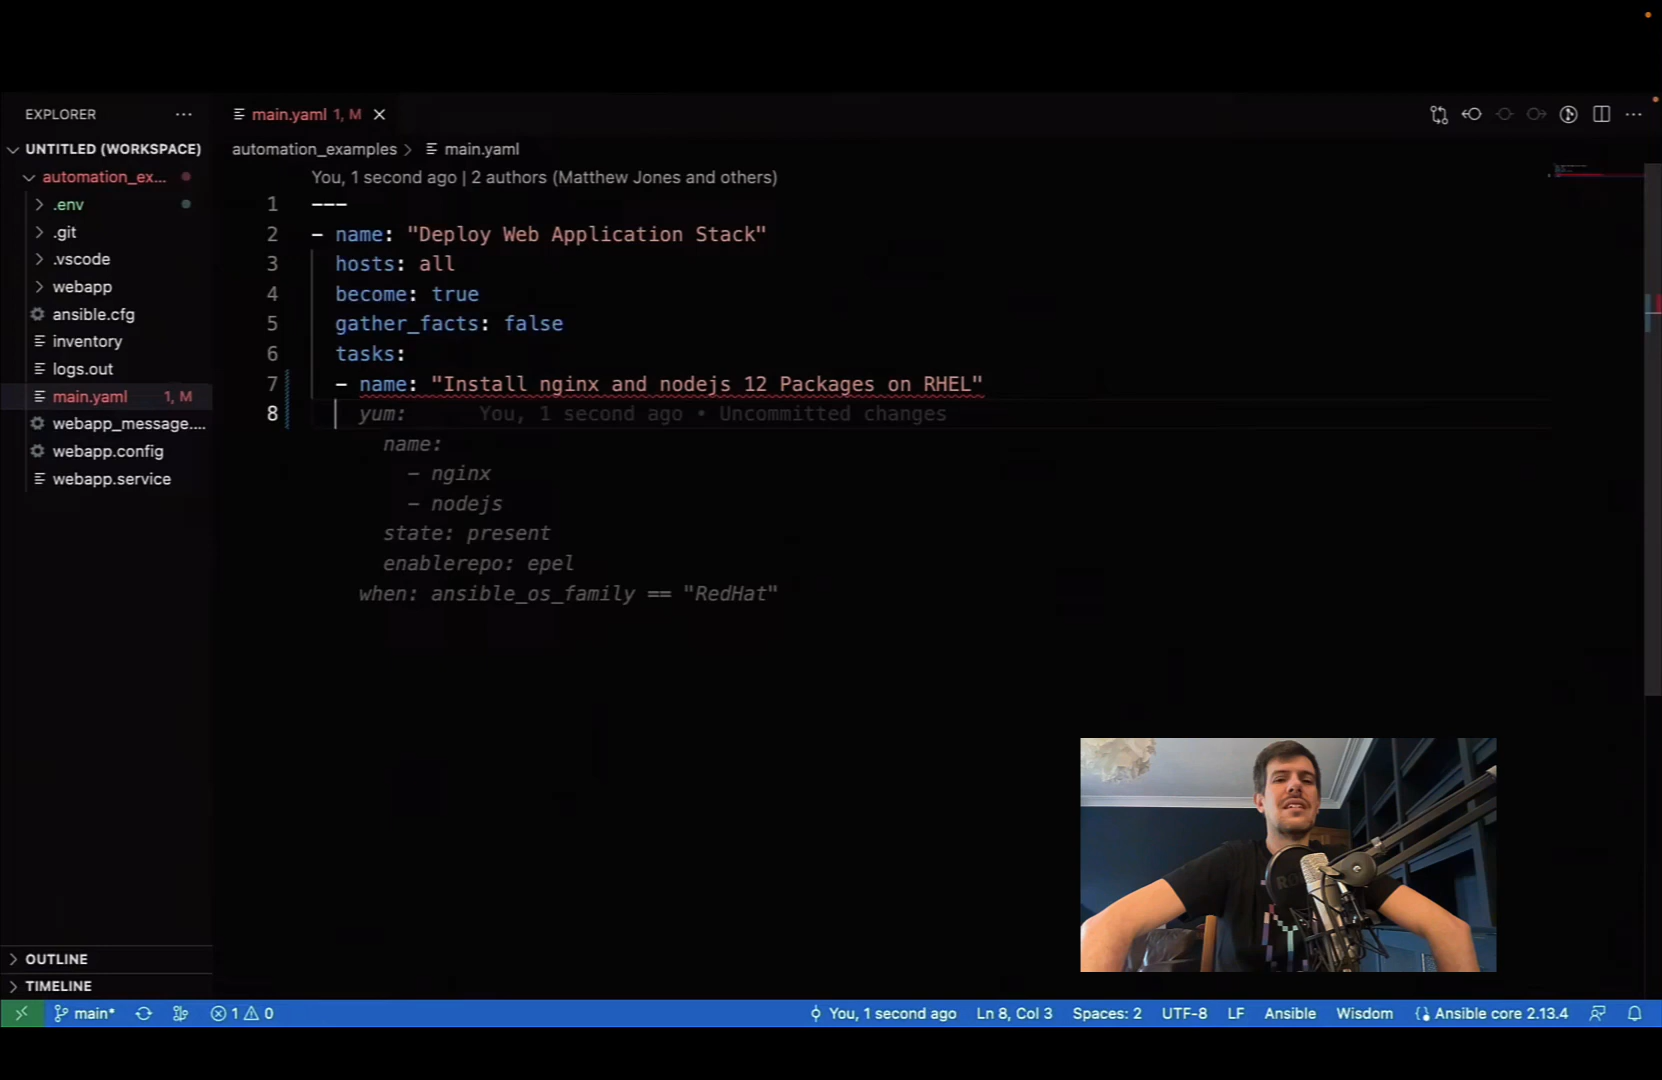 EXPLORER ...
main.yaml 1, M
UNTITLED (WORKSPACE)
automation_examples > main.yaml
automation_ex...
You, 1 second ago | 2 authors (Matthew Jones and others)
.env
.git
.vscode
webapp
ansible.cfg
inventory
logs.out
main.yaml 1, M
webapp_message....
webapp.config
webapp.service
1 ---
2 - name: "Deploy Web Application Stack"
3 hosts: all
4 become: true
5 gather_facts: false
6 tasks:
7 - name: "Install nginx and nodejs 12 Packages on RHEL"
8 yum: You, 1 second ago • Uncommitted changes
name:
- nginx
- nodejs
state: present
enablerepo: epel
when: ansible_os_family == "RedHat"
OUTLINE
TIMELINE
main* 1 0 You, 1 second ago Ln 8, Col 3 Spaces: 2 UTF-8 LF Ansible Wisdom Ansible core 2.13.4